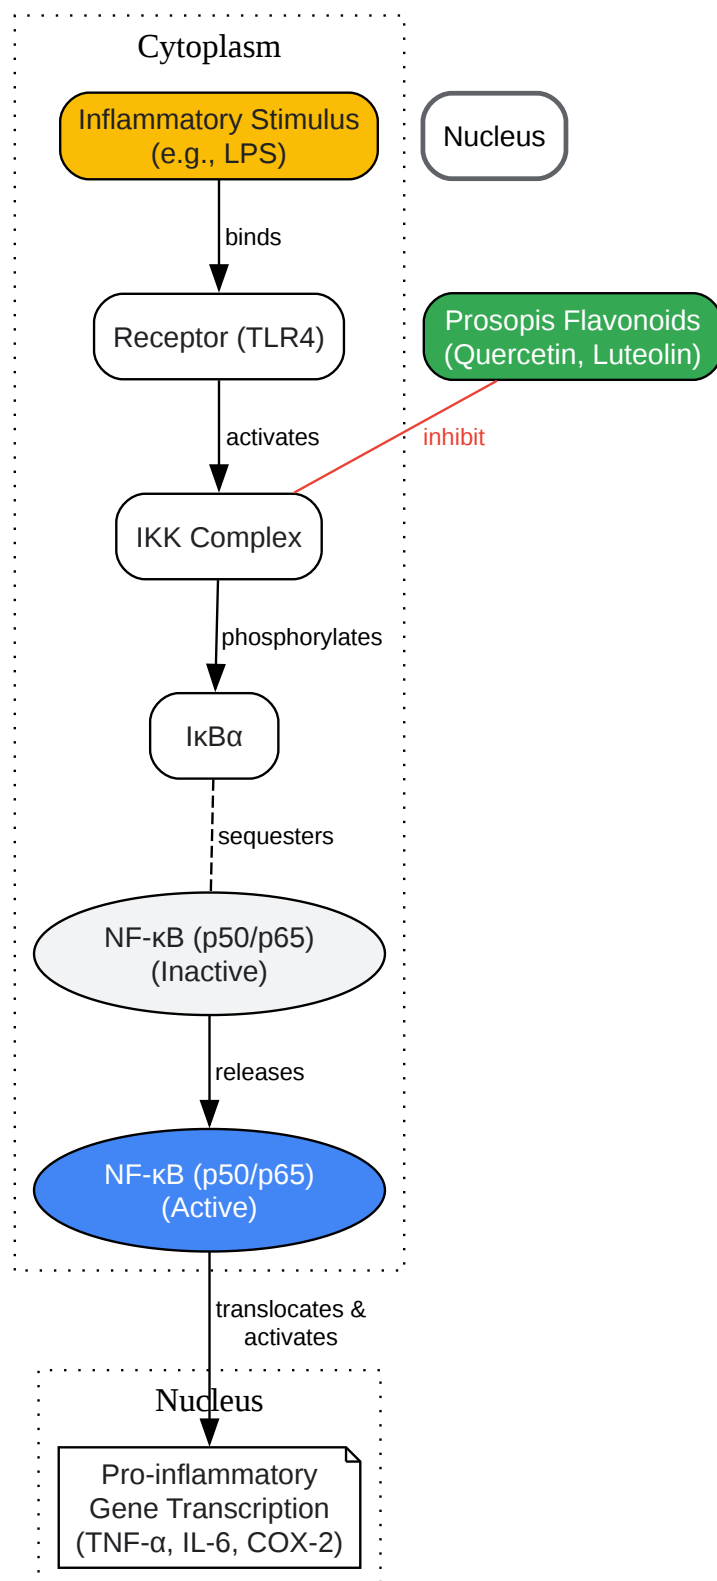 Cytoplasm
Inflammatory Stimulus
(e.g., LPS)
Nucleus
binds
Receptor (TLR4)
Prosopis Flavonoids
(Quercetin, Luteolin)
activates
inhibit
IKK Complex
phosphorylates
IκBα
sequesters
NF-κB (p50/p65)
(Inactive)
releases
NF-κB (p50/p65)
(Active)
translocates &
activates
Nucleus
Pro-inflammatory
Gene Transcription
(TNF-α, IL-6, COX-2)